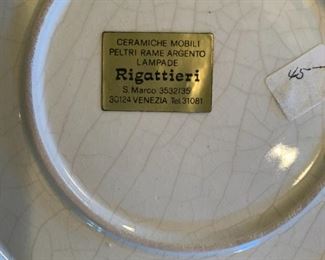 CERAMICHE MOBILI
PELTRI RAME ARGENTO
LAMPADE
Rigattieri
S. Marco 3532/35
30124 VENEZIA Tel. 31081
45-